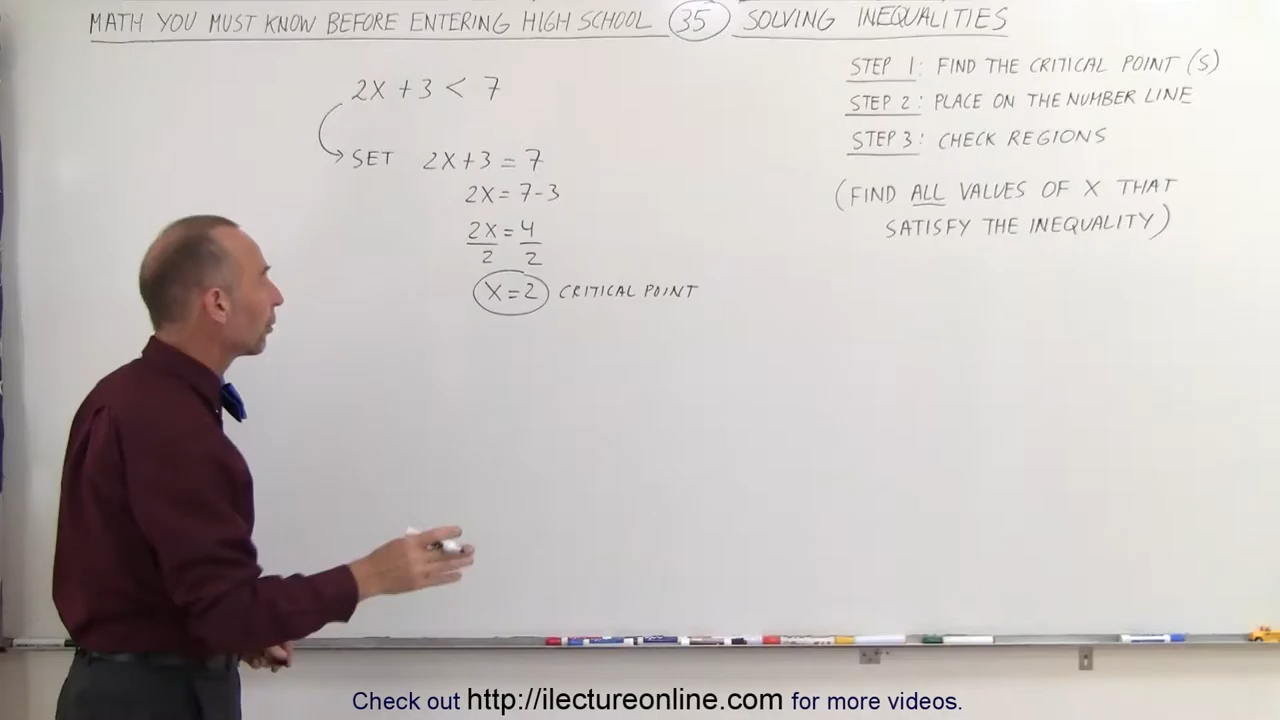 MATH YOU MUST KNOW BEFORE ENTERING HIGH SCHOOL 35 SOLVING INEQUALITIES
2X + 3 < 7
SET 2X + 3 = 7
2X = 7 - 3
2X = 4
2 2
X = 2 CRITICAL POINT
STEP 1: FIND THE CRITICAL POINT (S)
STEP 2: PLACE ON THE NUMBER LINE
STEP 3: CHECK REGIONS
(FIND ALL VALUES OF X THAT
SATISFY THE INEQUALITY)
Check out http://ilectureonline.com for more videos.